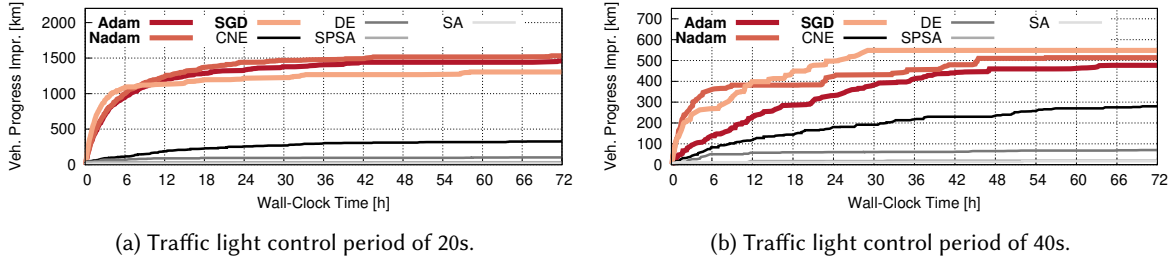 Veh. Progress Impr. [km]
2000
1500
1000
500
0
Adam SGD DE SA
Nadam CNE SPSA
0 6 12 18 24 30 36 42 48 54 60 66 72
Wall-Clock Time [h]
(a) Traffic light control period of 20s.
Veh. Progress Impr. [km]
700
600
500
400
300
200
100
0
Adam SGD DE SA
Nadam CNE SPSA
0 6 12 18 24 30 36 42 48 54 60 66 72
Wall-Clock Time [h]
(b) Traffic light control period of 40s.